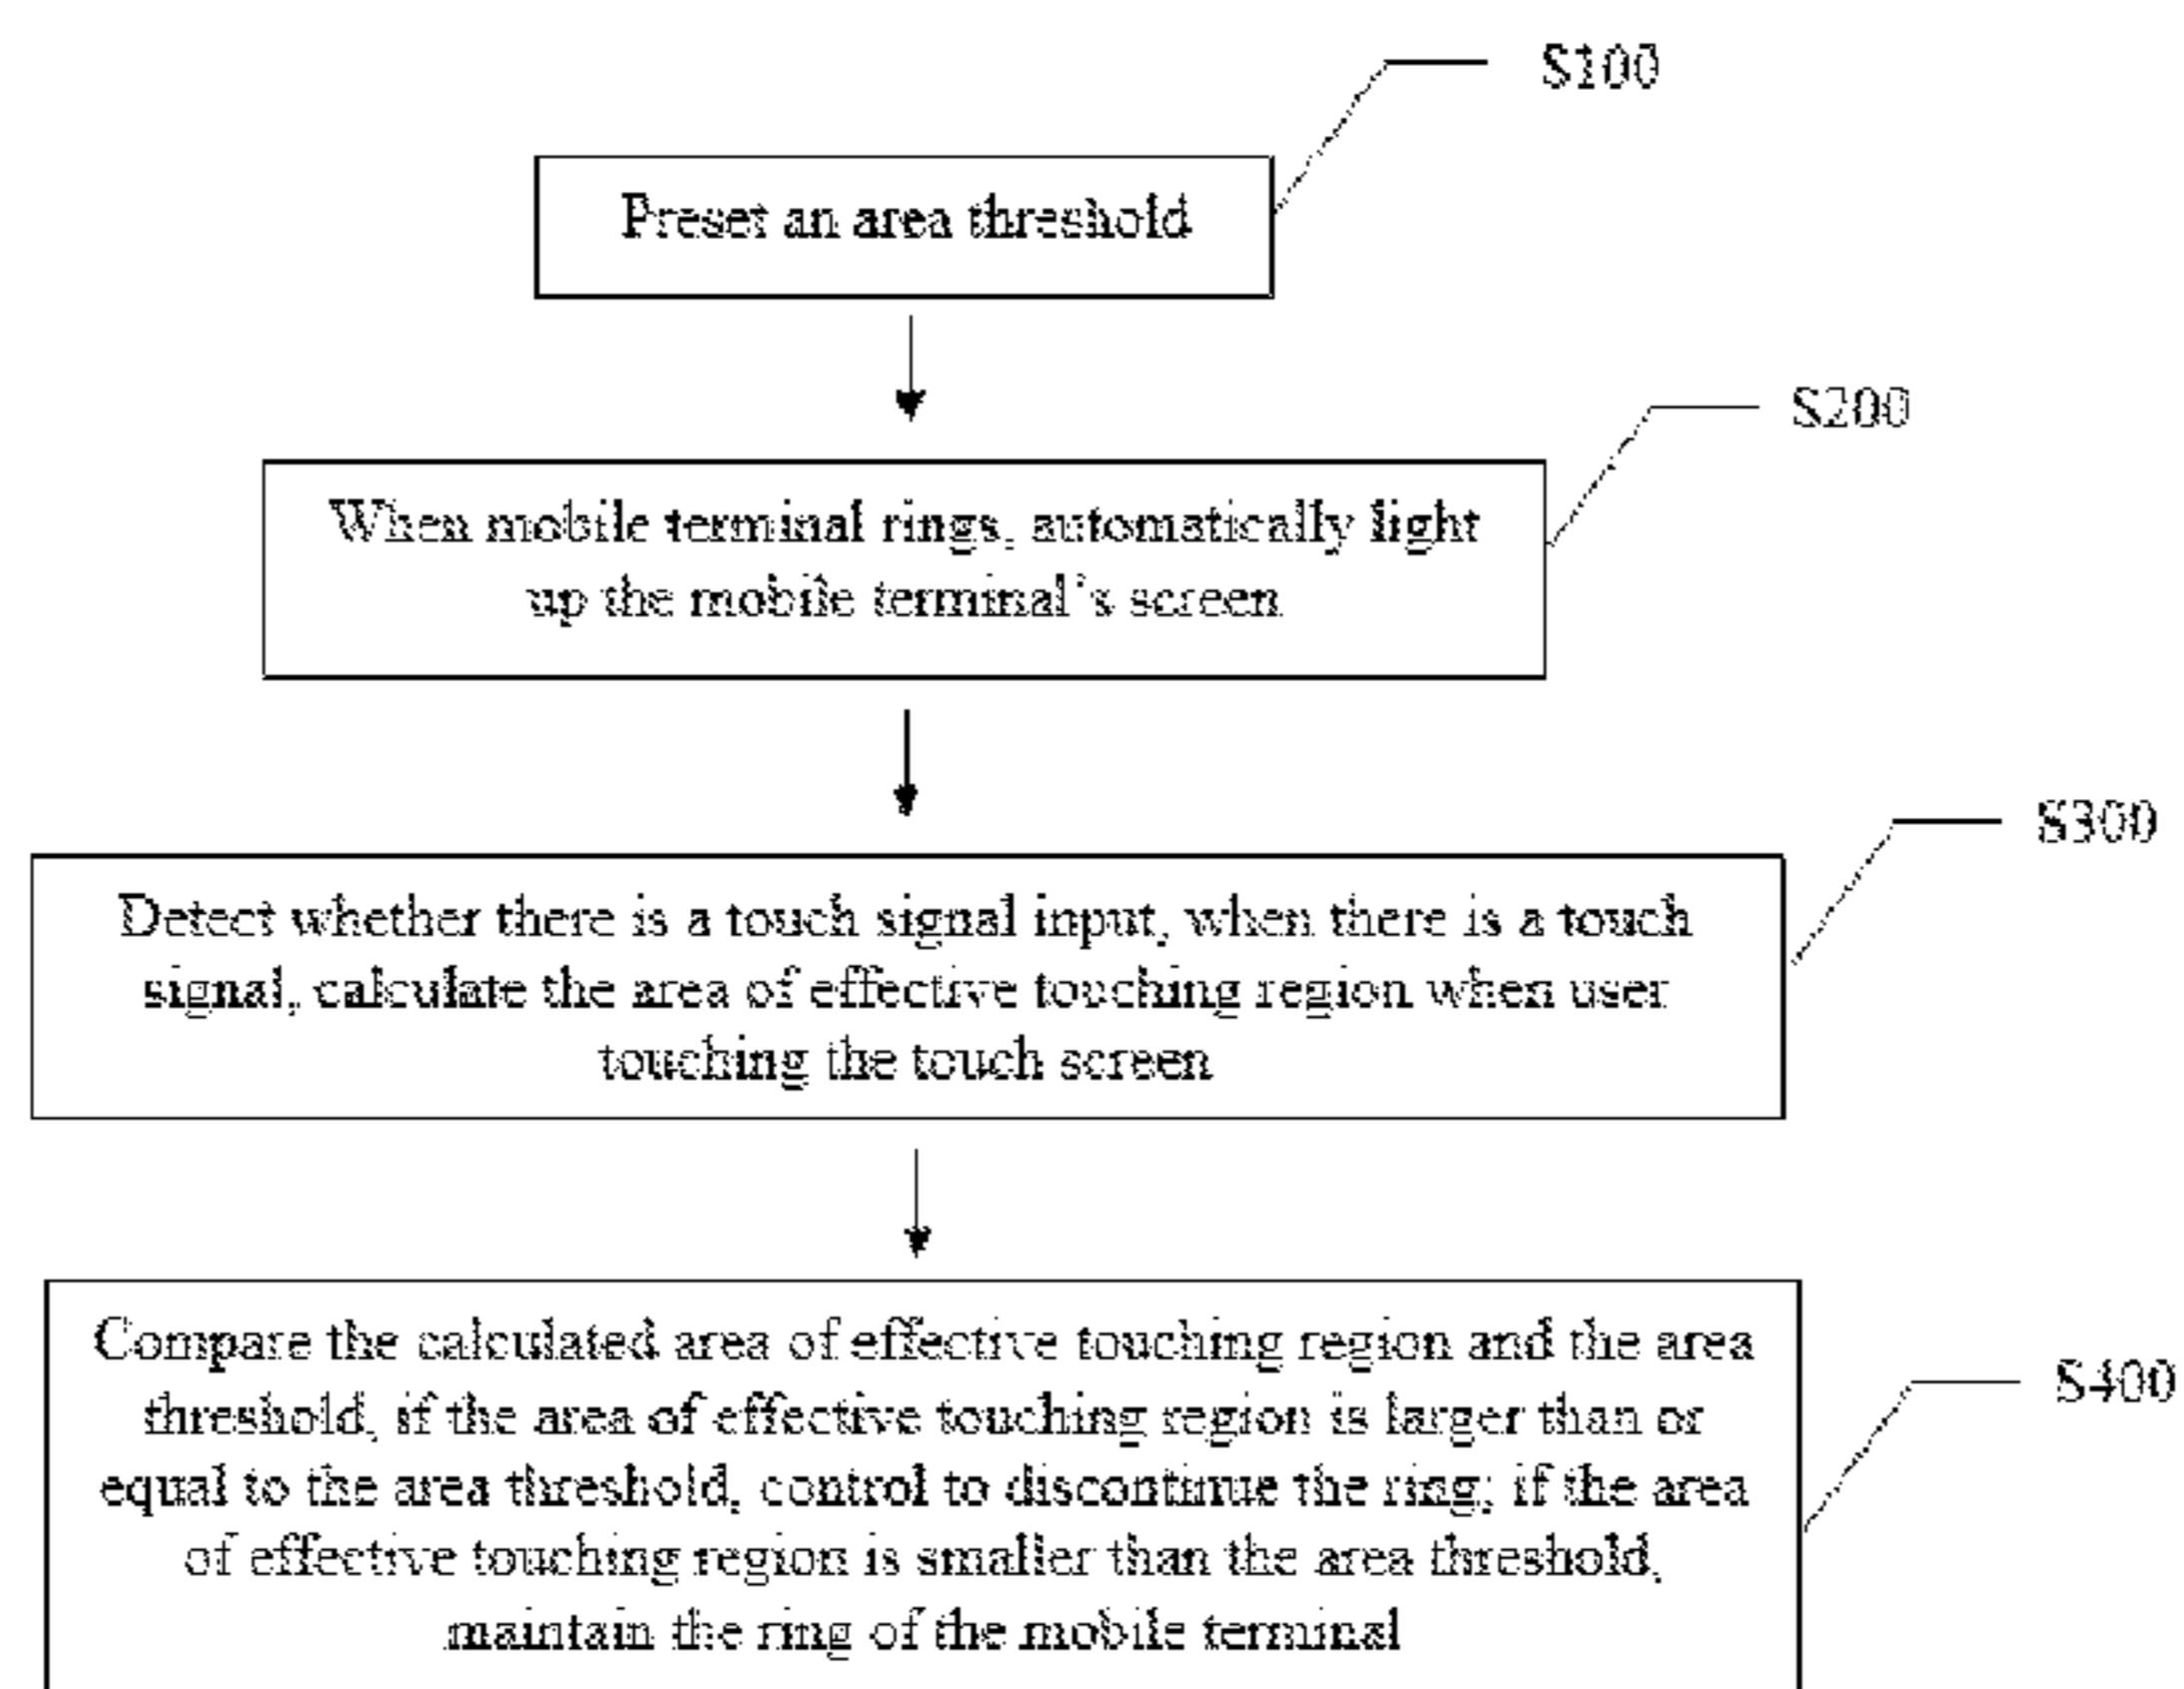 S100
Preset an area threshold
S200
When mobile terminal rings, automatically light
up the mobile terminal's screen
S300
Detect whether there is a touch signal input, when there is a touch
signal, calculate the area of effective touching region when user
touching the touch screen
Compare the calculated area of effective touching region and the area
S400
threshold, if the area of effective touching region is larger than or
equal to the area threshold, control to discontinue the ring; if the area
of effective touching region is smaller than the area threshold,
maintain the ring of the mobile terminal